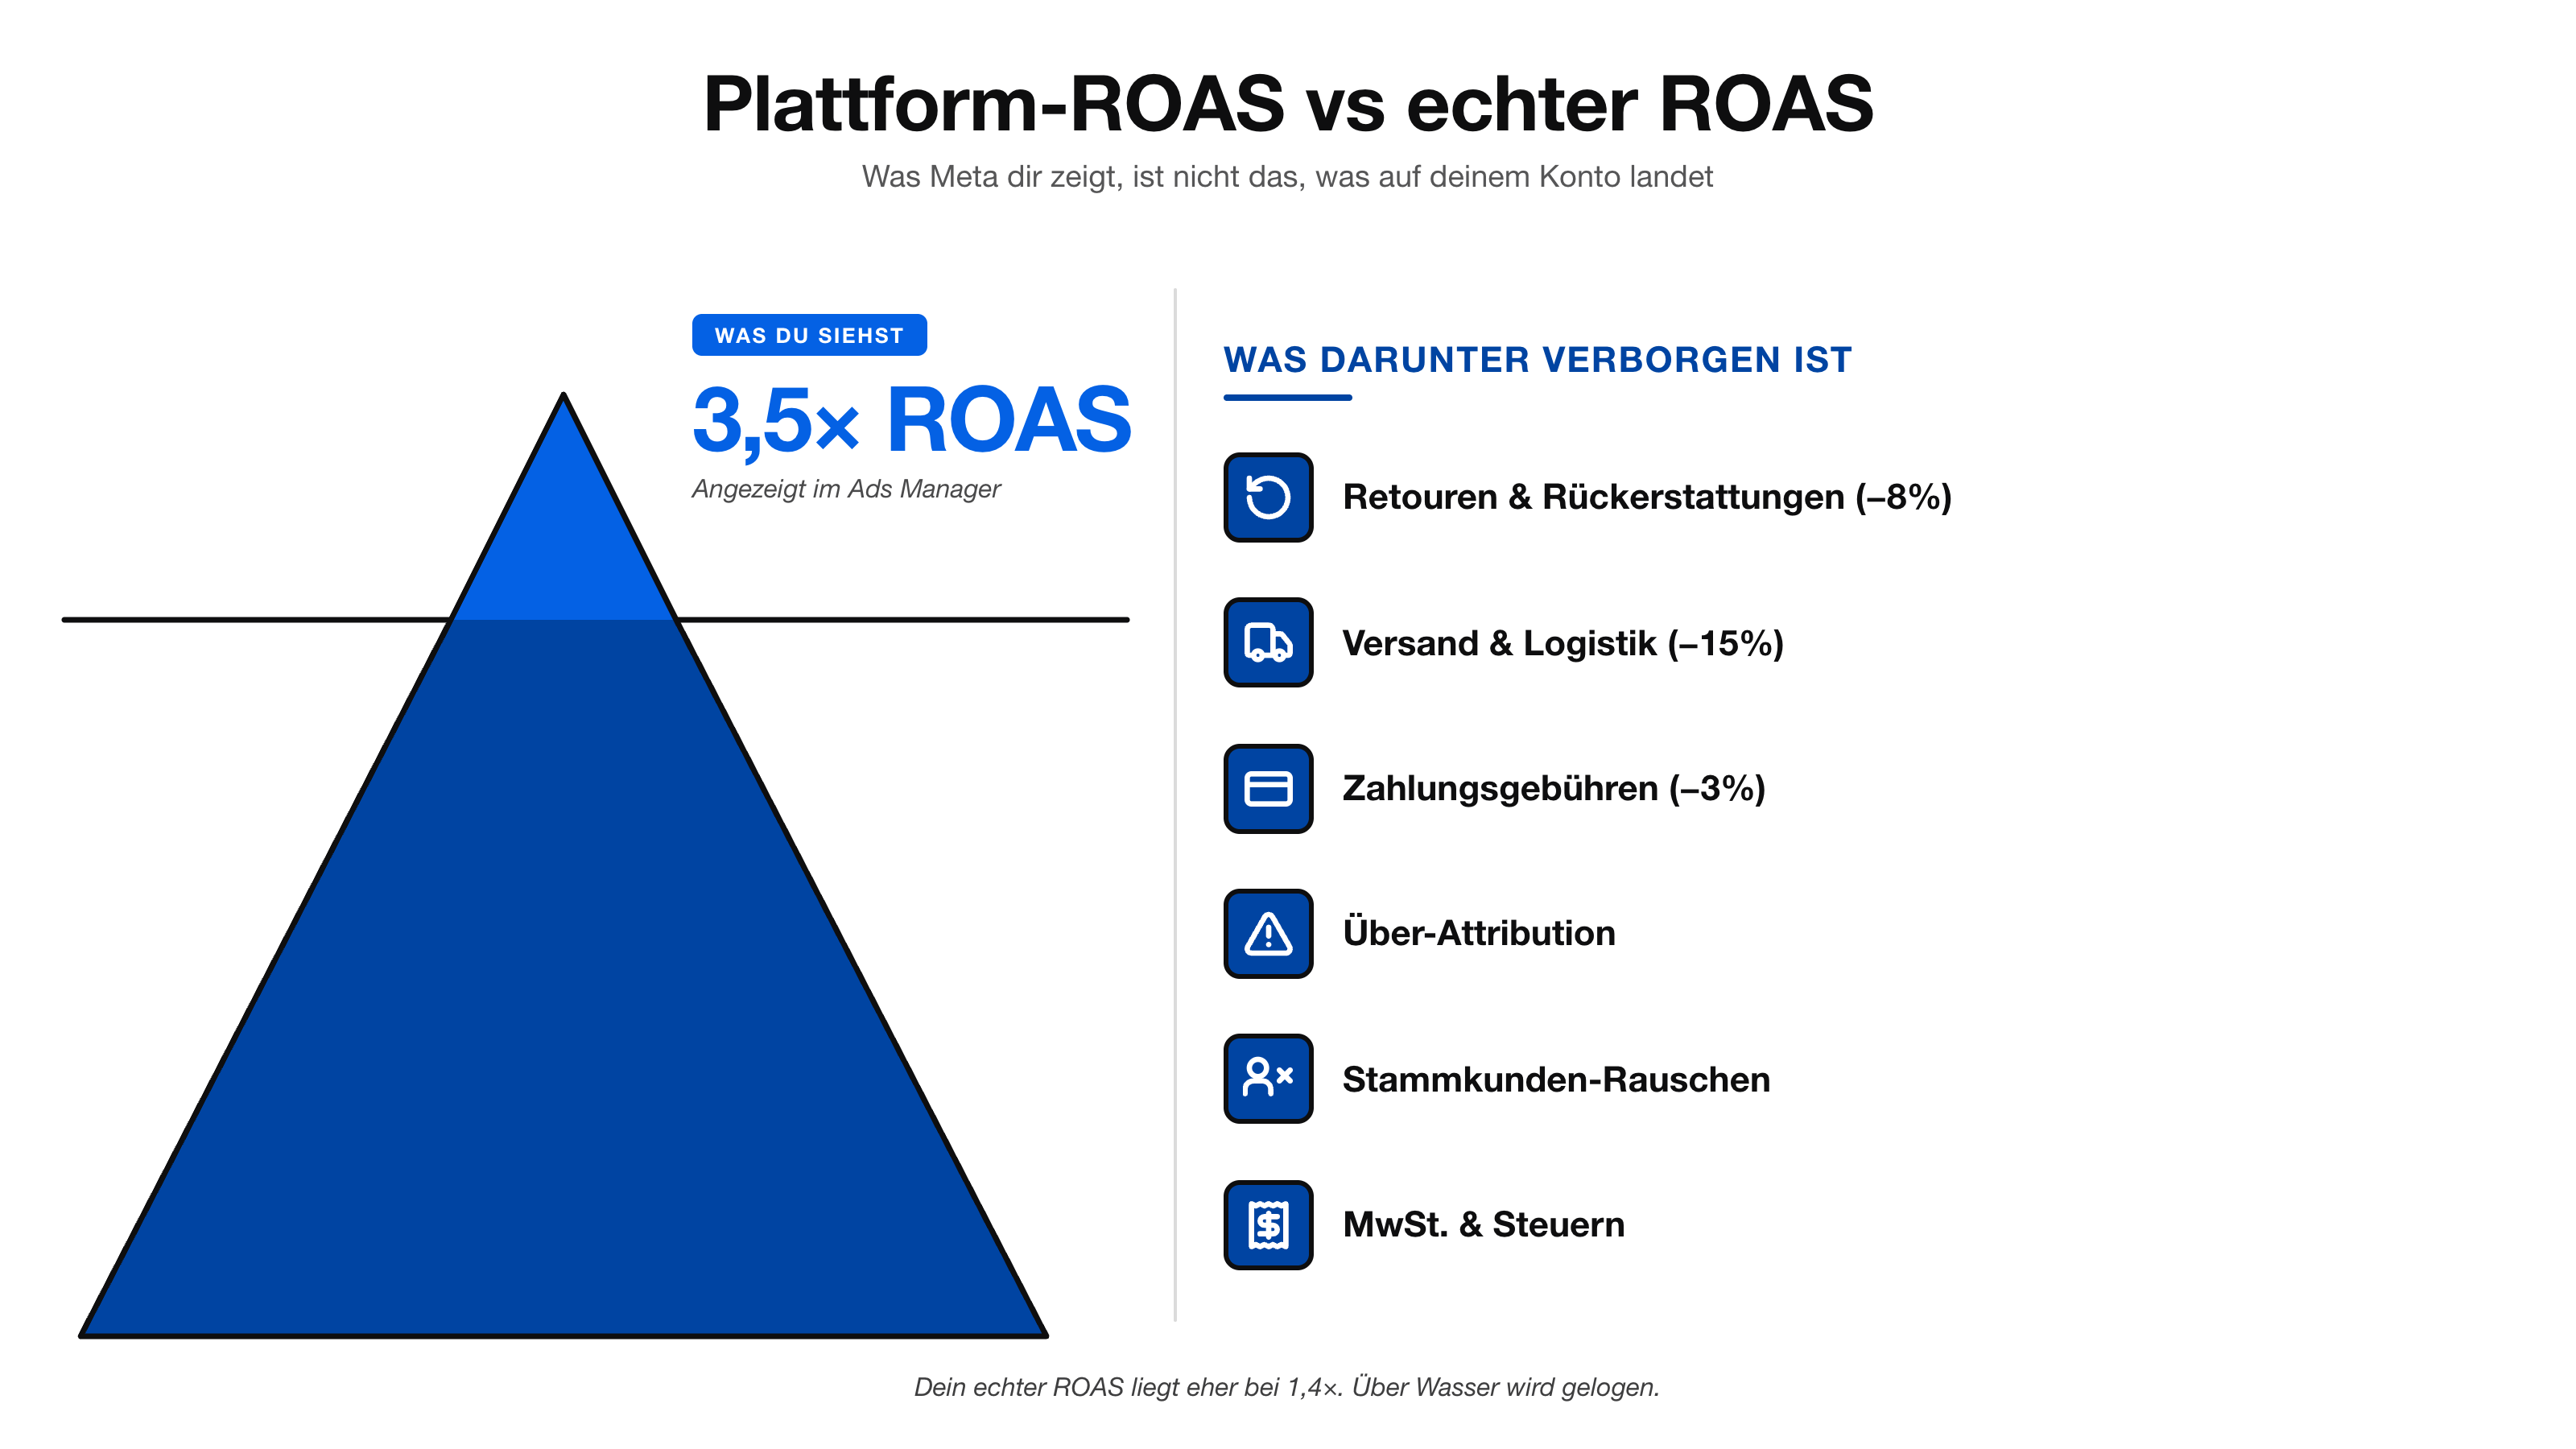 Plattform-ROAS vs echter ROAS
Was Meta dir zeigt, ist nicht das, was auf deinem Konto landet
WAS DU SIEHST
3,5× ROAS
Angezeigt im Ads Manager
WAS DARUNTER VERBORGEN IST
Retouren & Rückerstattungen (–8%)
Versand & Logistik (–15%)
Zahlungsgebühren (–3%)
Über-Attribution
Stammkunden-Rauschen
MwSt. & Steuern
Dein echter ROAS liegt eher bei 1,4×. Über Wasser wird gelogen.